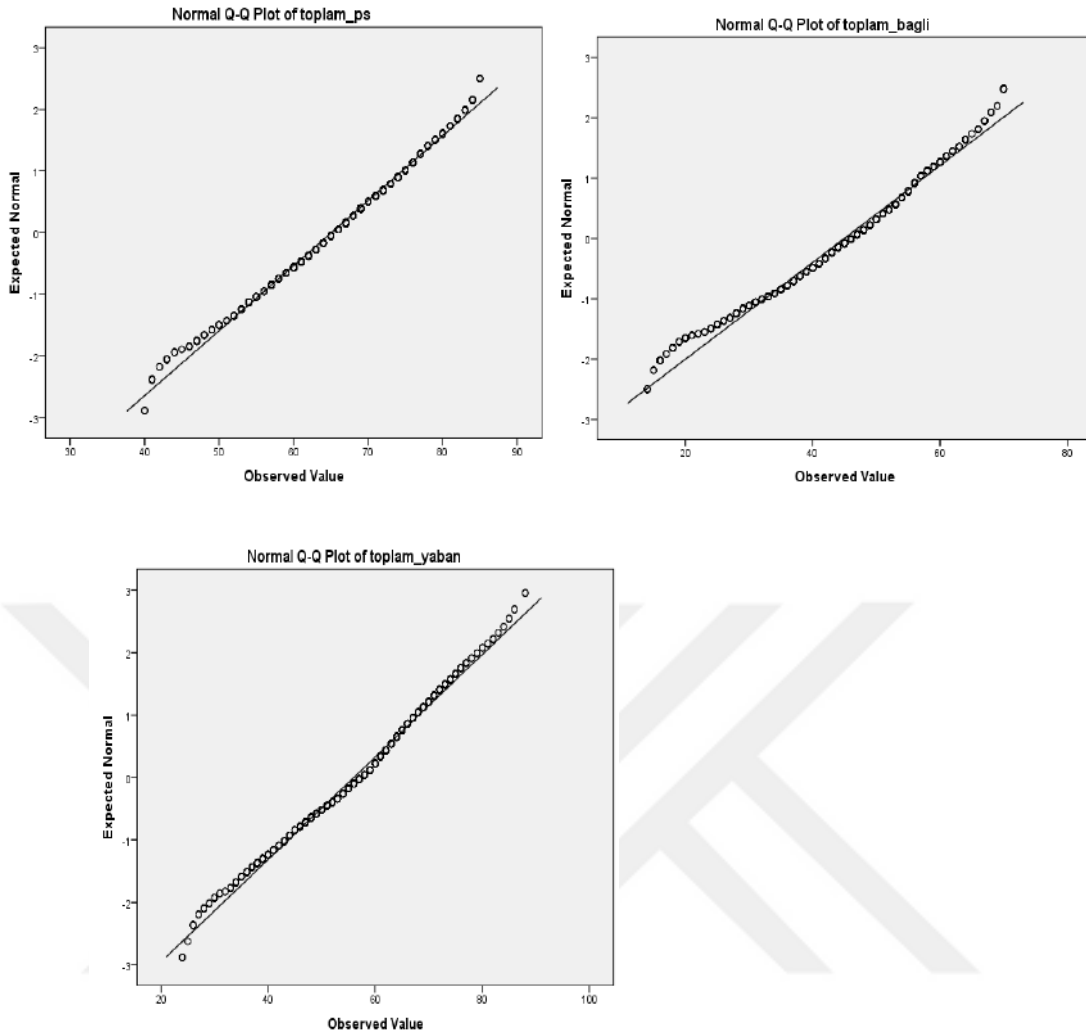 Normal Q-Q Plot of toplam_ps
Expected Normal
3
2
1
0
-1
-2
-3
30 40 50 60 70 80 90
Observed Value
Normal Q-Q Plot of toplam_bagli
Expected Normal
3
2
1
0
-1
-2
-3
20 40 60 80
Observed Value
Normal Q-Q Plot of toplam_yaban
Expected Normal
3
2
1
0
-1
-2
-3
20 40 60 80 100
Observed Value